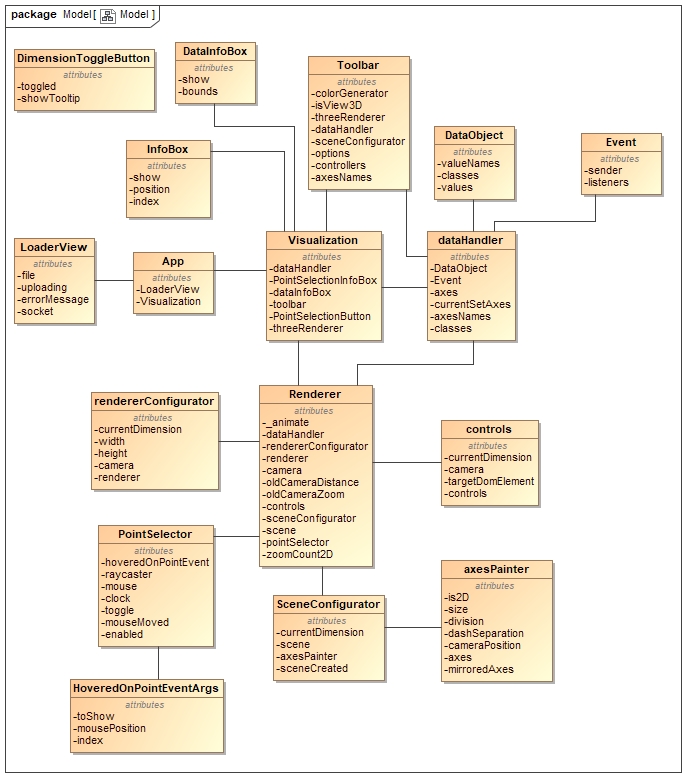 package Model [ Model ]
DimensionToggleButton
attributes
-toggled
-showTooltip
DataInfoBox
attributes
-show
-bounds
Toolbar
attributes
-colorGenerator
-isView3D
-threeRenderer
-dataHandler
-sceneConfigurator
-options
-controllers
-axesNames
InfoBox
attributes
-show
-position
-index
DataObject
attributes
-valueNames
-classes
-values
Event
attributes
-sender
-listeners
LoaderView
attributes
-file
-uploading
-errorMessage
-socket
App
attributes
-LoaderView
-Visualization
Visualization
attributes
-dataHandler
-PointSelectionInfoBox
-dataInfoBox
-toolbar
-PointSelectionButton
-threeRenderer
dataHandler
attributes
-DataObject
-Event
-axes
-currentSetAxes
-axesNames
-classes
rendererConfigurator
attributes
-currentDimension
-width
-height
-camera
-renderer
Renderer
attributes
-_animate
-dataHandler
-rendererConfigurator
-renderer
-camera
-oldCameraDistance
-oldCameraZoom
-controls
-sceneConfigurator
-scene
-pointSelector
-zoomCount2D
controls
attributes
-currentDimension
-camera
-targetDomElement
-controls
PointSelector
attributes
-hoveredOnPointEvent
-raycaster
-mouse
-clock
-toggle
-mouseMoved
-enabled
SceneConfigurator
attributes
-currentDimension
-scene
-axesPainter
-sceneCreated
axesPainter
attributes
-is2D
-size
-division
-dashSeparation
-cameraPosition
-axes
-mirroredAxes
HoveredOnPointEventArgs
attributes
-toShow
-mousePosition
-index